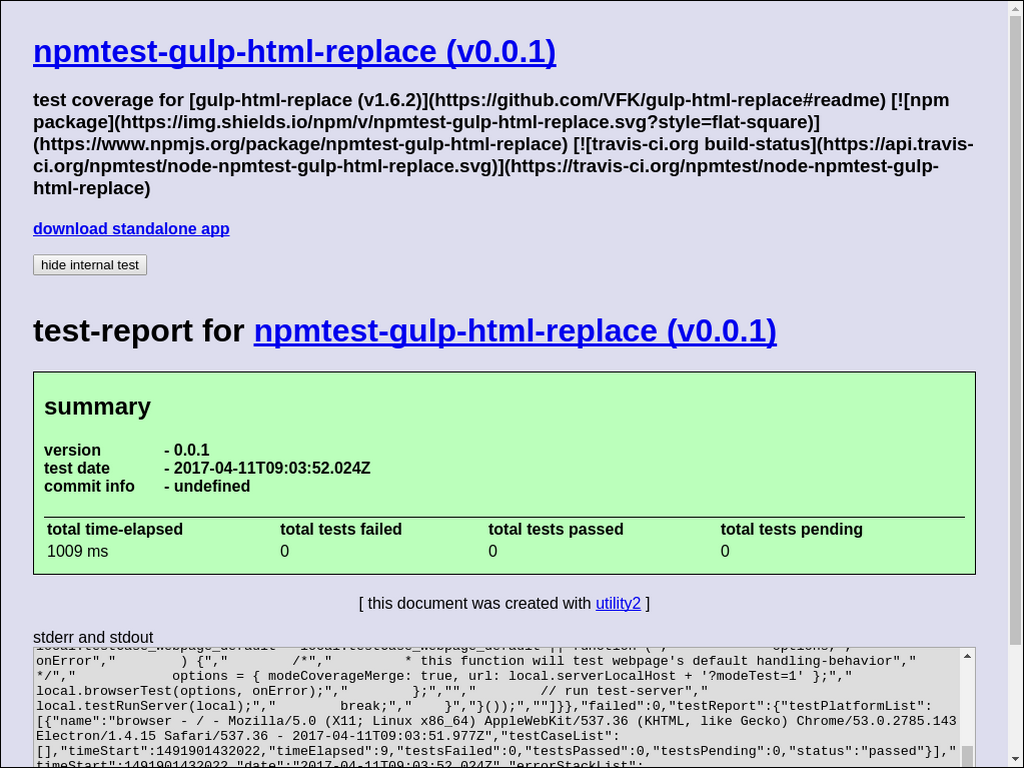 npmtest-gulp-html-replace (v0.0.1)
test coverage for [gulp-html-replace (v1.6.2)](https://github.com/VFK/gulp-html-replace#readme) [![npm
package](https://img.shields.io/npm/v/npmtest-gulp-html-replace.svg?style=flat-square)]
(https://www.npmjs.org/package/npmtest-gulp-html-replace) [![travis-ci.org build-status](https://api.travis-
ci.org/npmtest/node-npmtest-gulp-html-replace.svg)](https://travis-ci.org/npmtest/node-npmtest-gulp-
html-replace)
download standalone app
hide internal test
test-report for npmtest-gulp-html-replace (v0.0.1)
summary
version - 0.0.1
test date - 2017-04-11T09:03:52.024Z
commit info - undefined
total time-elapsed total tests failed total tests passed total tests pending
1009 ms 0 0 0
[ this document was created with utility2 ]
stderr and stdout
onError","        ) {","        /*","         * this function will test webpage's default handling-behavior","
*/","            options = { modeCoverageMerge: true, url: local.serverLocalHost + '?modeTest=1' };","
local.browserTest(options, onError);","        };","","        // run test-server","
local.testRunServer(local);","        break;","    }","}());",""]}},"failed":0,"testReport":{"testPlatformList":
[{"name":"browser - / - Mozilla/5.0 (X11; Linux x86_64) AppleWebKit/537.36 (KHTML, like Gecko) Chrome/53.0.2785.143
Electron/1.4.15 Safari/537.36 - 2017-04-11T09:03:51.977Z","testCaseList":
[],"timeStart":1491901432022,"timeElapsed":9,"testsFailed":0,"testsPassed":0,"testsPending":0,"status":"passed"}],"
timeStart":1491901432022,"date":"2017-04-11T09:03:52.024Z","errorStackList":